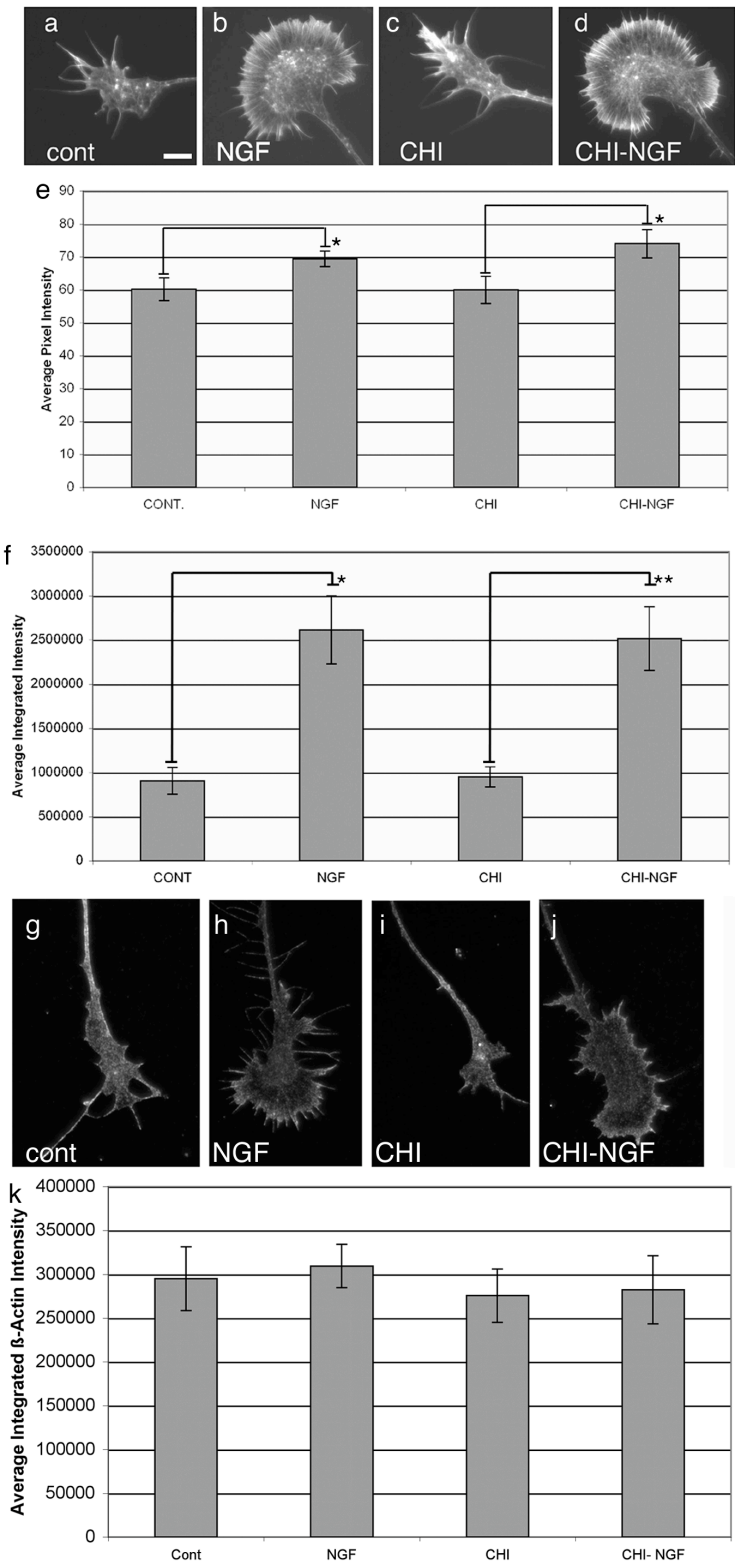 a b c d
cont NGF CHI CHI-NGF
e
Average Pixel Intensity
90
80
70
60
50
40
30
20
10
0
* *
CONT. NGF CHI CHI-NGF
f
Average Integrated Intensity
3500000
3000000
2500000
2000000
1500000
1000000
500000
0
* **
CONT NGF CHI CHI-NGF
g h i j
cont NGF CHI CHI-NGF
k
Average Integrated ß-Actin Intensity
400000
350000
300000
250000
200000
150000
100000
50000
0
Cont NGF CHI CHI- NGF